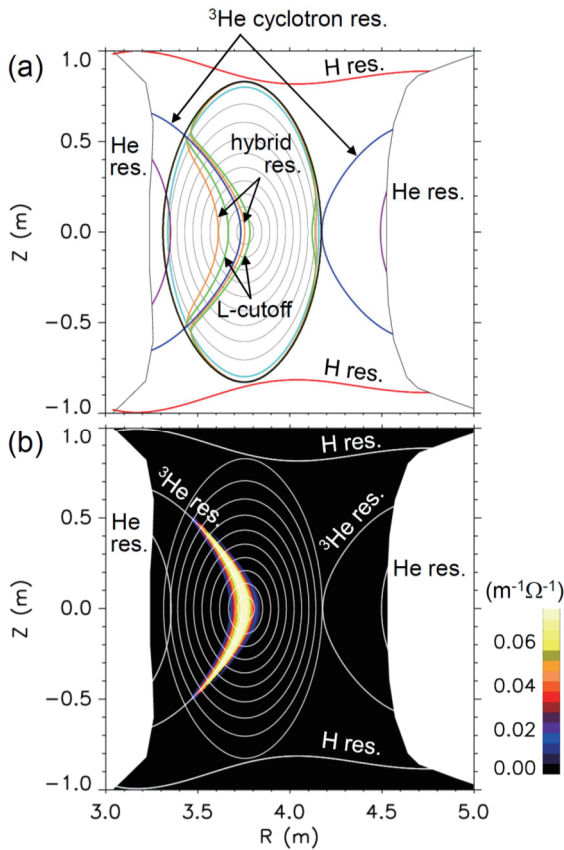 ³He cyclotron res.
(a)
1.0
0.5
0.0
-0.5
-1.0
Z (m)
H res.
He
res.
hybrid
res.
He res.
L-cutoff
H res.
(b)
1.0
0.5
0.0
-0.5
-1.0
Z (m)
H res.
³He res.
³He res.
He
res.
He res.
H res.
(m⁻¹Ω⁻¹)
0.06
0.04
0.02
0.00
3.0 3.5 4.0 4.5 5.0
R (m)